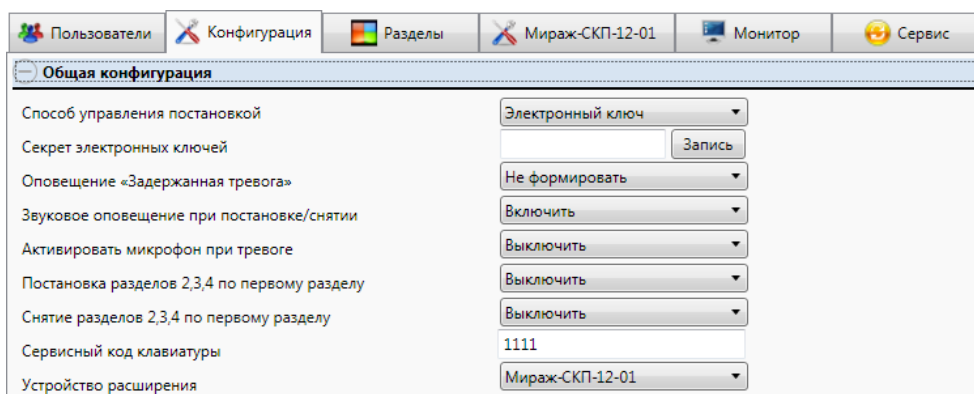 Пользователи Конфигурация Разделы Мираж-СКП-12-01 Монитор Сервис
Общая конфигурация
Способ управления постановкой Электронный ключ
Секрет электронных ключей Запись
Оповещение «Задержанная тревога» Не формировать
Звуковое оповещение при постановке/снятии Включить
Активировать микрофон при тревоге Выключить
Постановка разделов 2,3,4 по первому разделу Выключить
Снятие разделов 2,3,4 по первому разделу Выключить
Сервисный код клавиатуры 1111
Устройство расширения Мираж-СКП-12-01